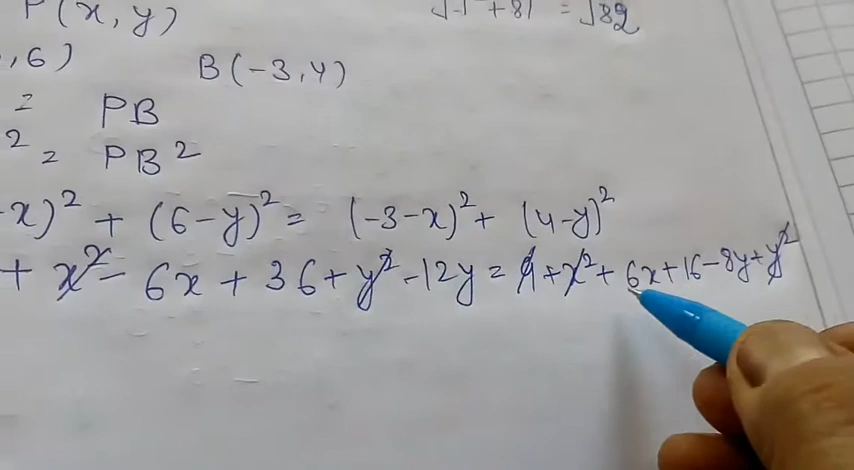 P(x, y)
, 6) B(-3, 4)
= PB
² = PB²
-x)² + (6-y)² = (-3-x)² + (4-y)²
+ x² - 6x + 36 + y² - 12y = 9 + x² + 6x + 16 - 8y + y²
+ 81 = √82